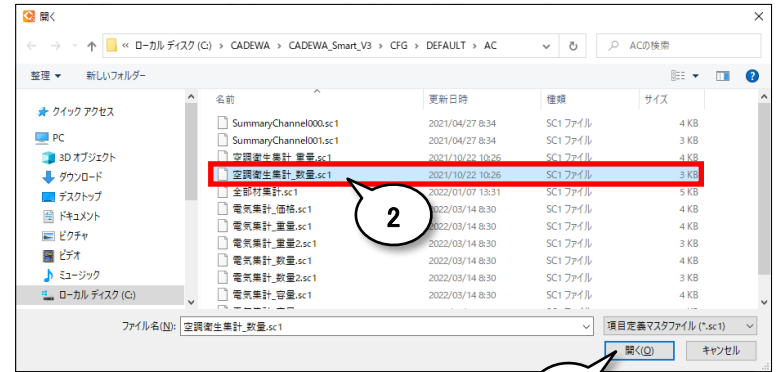 開く
« ローカル ディスク (C:) › CADEWA › CADEWA_Smart_V3 › CFG › DEFAULT › AC
ACの検索
整理 ▼ 新しいフォルダー
名前 更新日時 種類 サイズ
クイック アクセス
PC
3D オブジェクト
ダウンロード
デスクトップ
ドキュメント
ピクチャ
ビデオ
ミュージック
ローカル ディスク (C:)
SummaryChannel000.sc1 2021/04/27 8:34 SC1 ファイル 4 KB
SummaryChannel001.sc1 2021/04/27 8:34 SC1 ファイル 3 KB
空調衛生集計_重量.sc1 2021/10/22 10:26 SC1 ファイル 4 KB
空調衛生集計_数量.sc1 2021/10/22 10:26 SC1 ファイル 3 KB
全部材集計.sc1 2022/01/07 13:31 SC1 ファイル 5 KB
電気集計_価格.sc1 2022/03/14 8:30 SC1 ファイル 4 KB
電気集計_重量.sc1 2022/03/14 8:30 SC1 ファイル 4 KB
電気集計_重量2.sc1 2022/03/14 8:30 SC1 ファイル 3 KB
電気集計_数量.sc1 2022/03/14 8:30 SC1 ファイル 4 KB
電気集計_数量2.sc1 2022/03/14 8:30 SC1 ファイル 3 KB
電気集計_容量.sc1 2022/03/14 8:30 SC1 ファイル 4 KB
2
ファイル名(N): 空調衛生集計_数量.sc1 項目定義マスタファイル (*.sc1)
開く(O) キャンセル